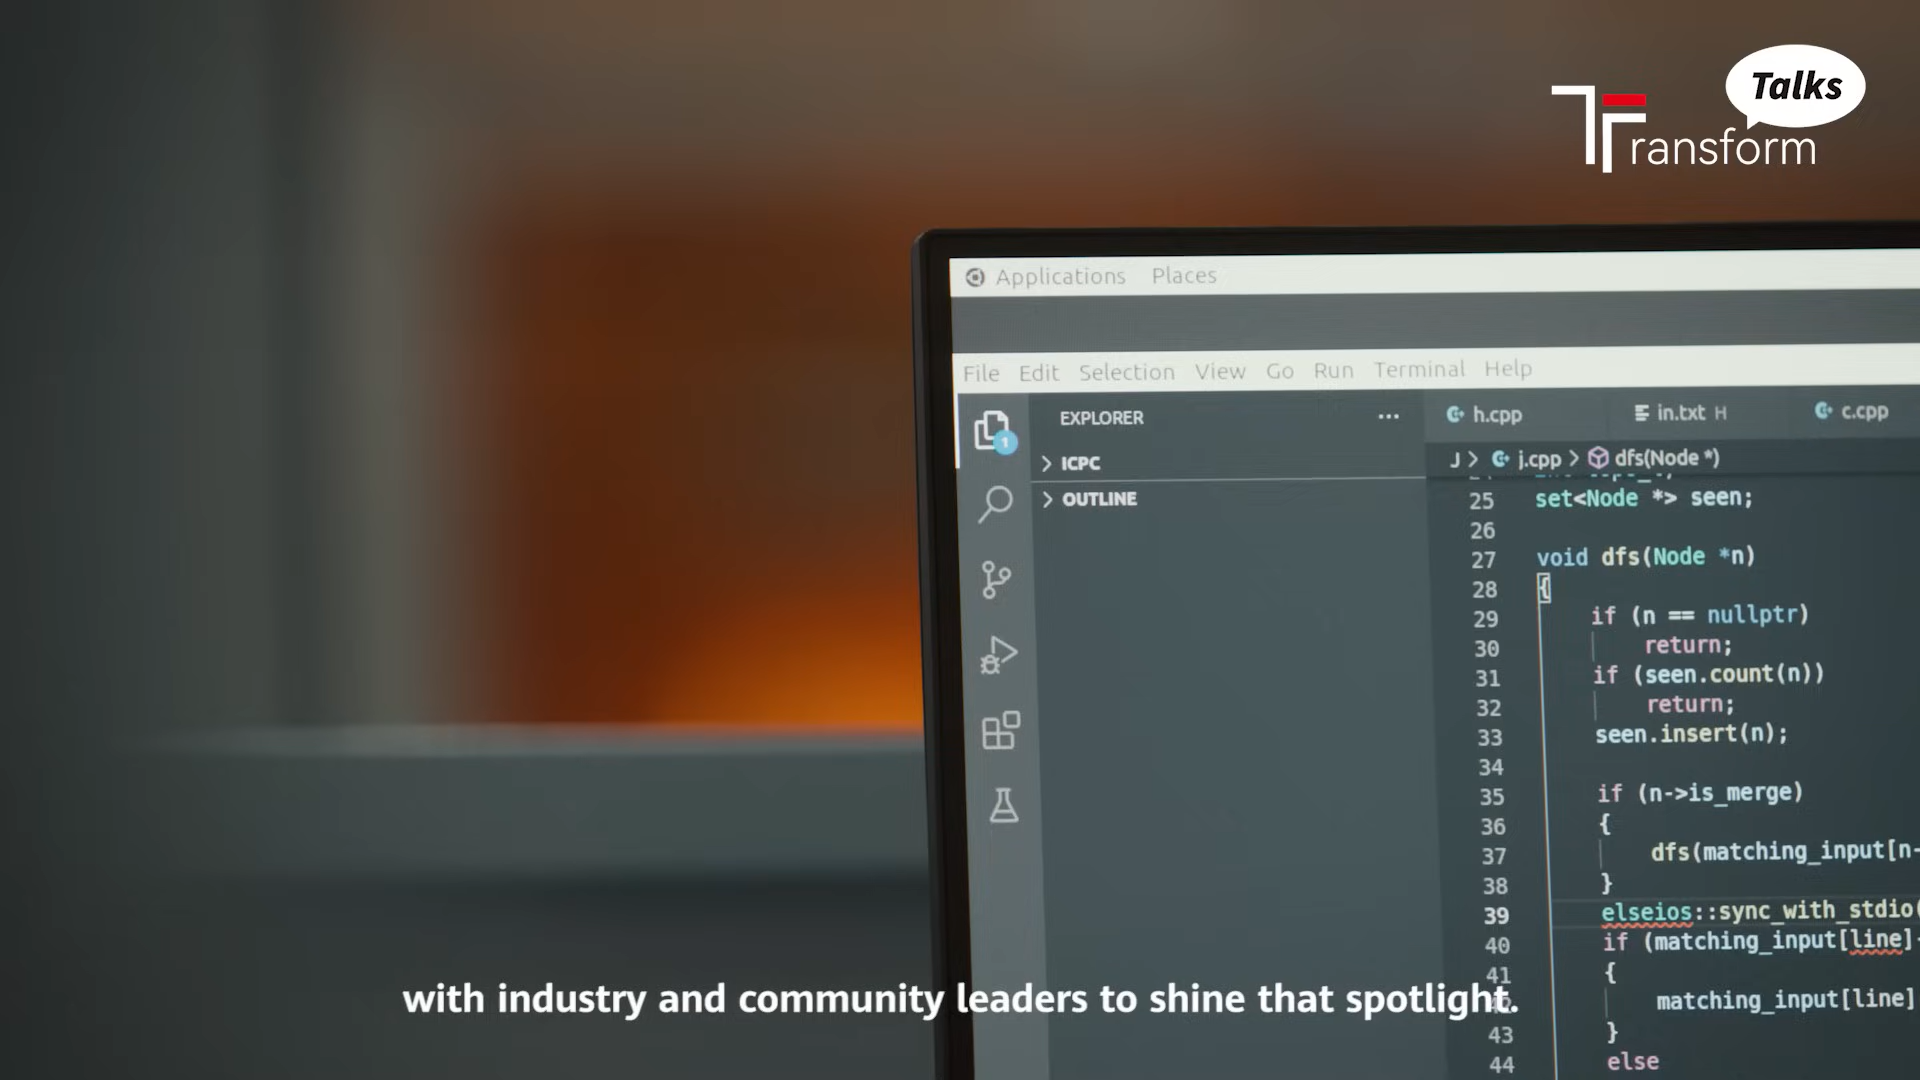 Talks
Transform
Applications Places
File Edit Selection View Go Run Terminal Help
EXPLORER ...
h.cpp
in.txt H
c.cpp
ICPC
J > j.cpp > dfs(Node *)
OUTLINE
25 set<Node *> seen;
26
27 void dfs(Node *n)
28 {
29 if (n == nullptr)
30 return;
31 if (seen.count(n))
32 return;
33 seen.insert(n);
34
35 if (n->is_merge)
36 {
37 dfs(matching_input[n-
38 }
39 elseios::sync_with_stdio(
40 if (matching_input[line]-
41 {
42 matching_input[line]
43 }
44 else
with industry and community leaders to shine that spotlight.